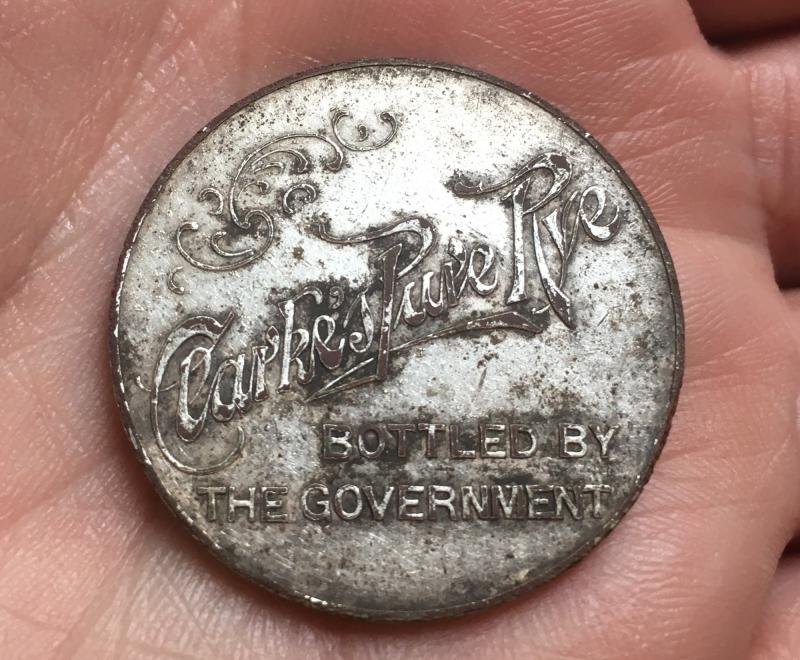 Clarke's Pure Rye
BOTTLED BY
THE GOVERNMENT